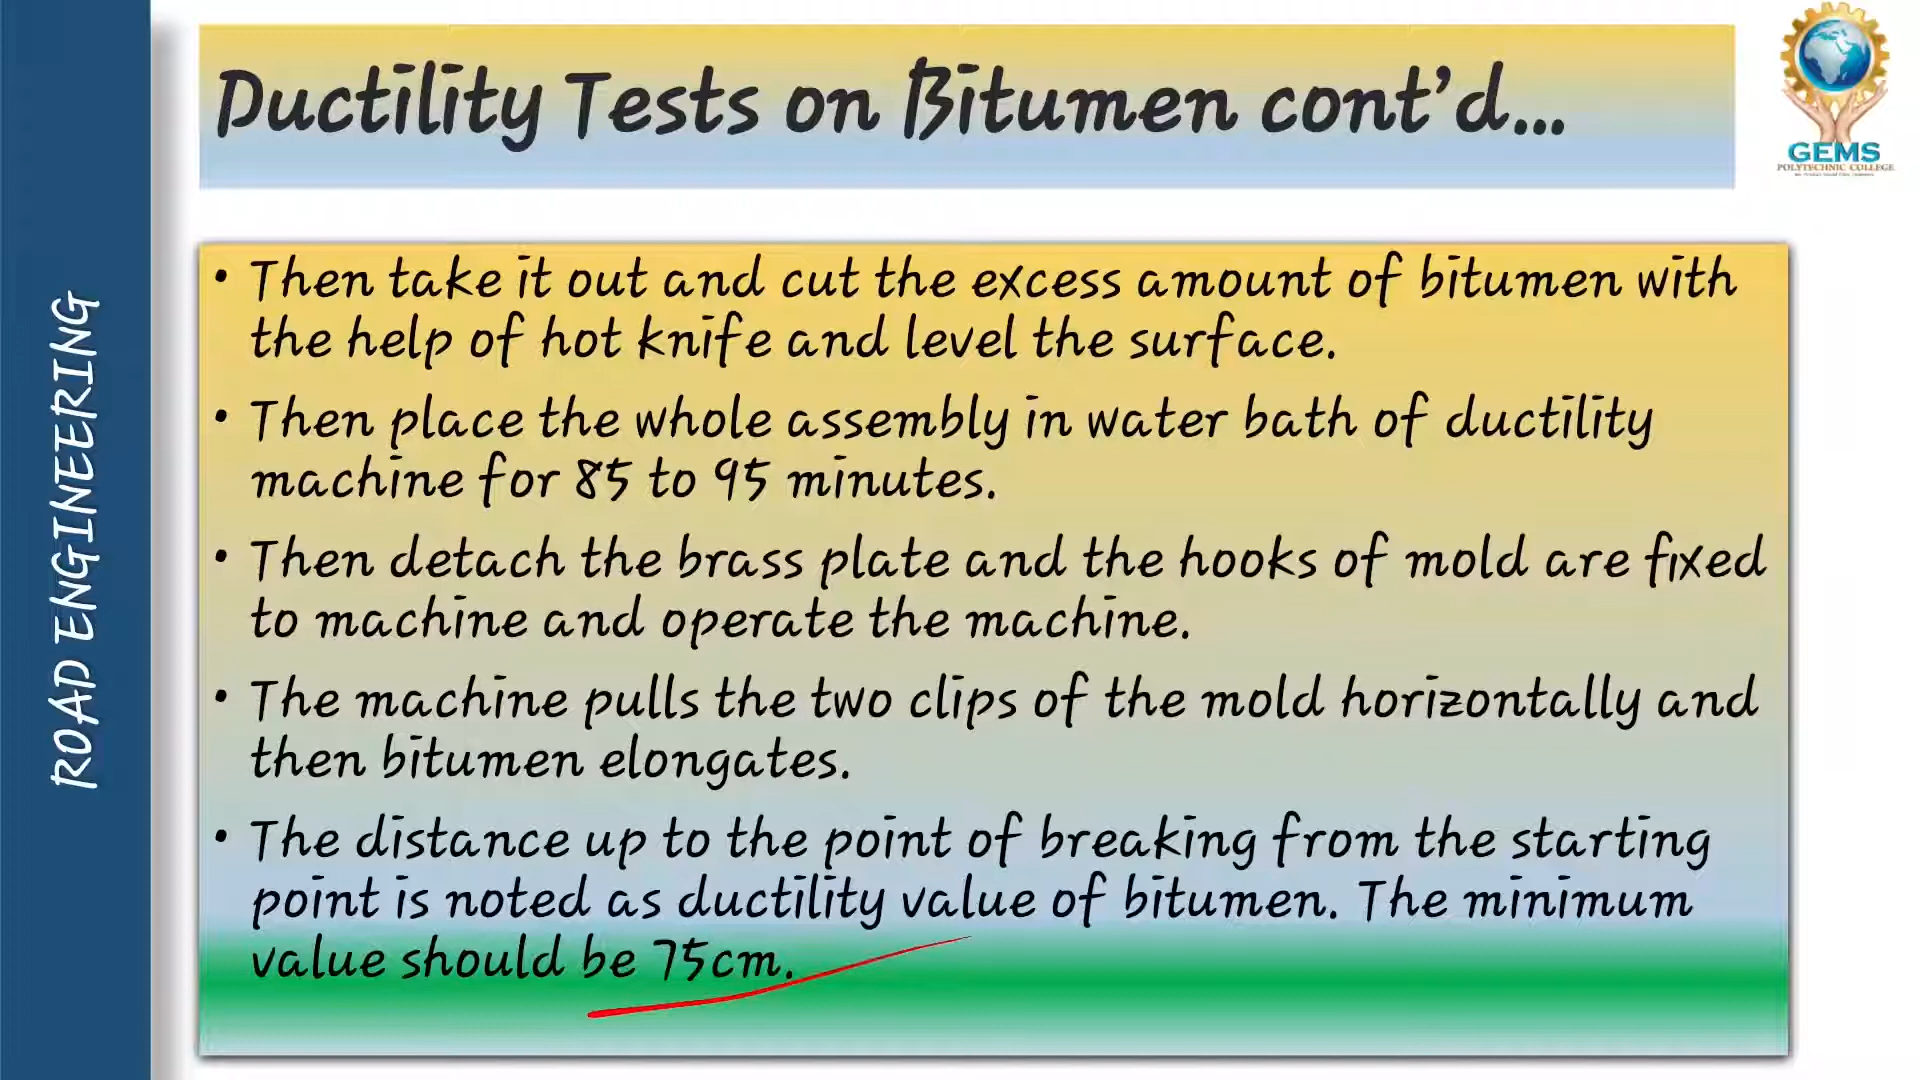 Ductility Tests on Bitumen cont’d...
GEMS
POLYTECHNIC COLLEGE
ROAD ENGINEERING
• Then take it out and cut the excess amount of bitumen with
the help of hot knife and level the surface.
• Then place the whole assembly in water bath of ductility
machine for 85 to 95 minutes.
• Then detach the brass plate and the hooks of mold are fixed
to machine and operate the machine.
• The machine pulls the two clips of the mold horizontally and
then bitumen elongates.
• The distance up to the point of breaking from the starting
point is noted as ductility value of bitumen. The minimum
value should be 75cm.